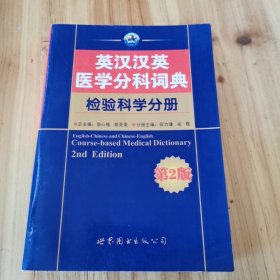 英汉汉英
医学分科词典
检验科学分册
English-Chinese and Chinese-English
Course-based Medical Dictionary
2nd Edition
第2版
世界图书出版公司